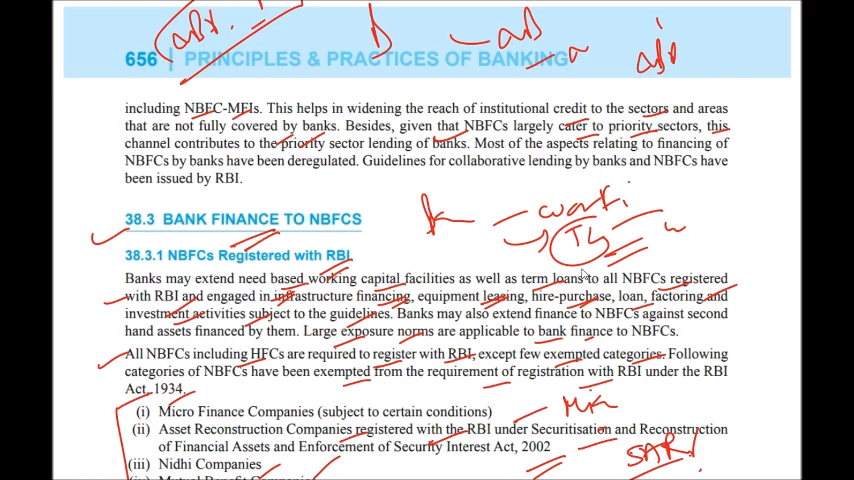 656 | PRINCIPLES & PRACTICES OF BANKING
including NBFC-MFIs. This helps in widening the reach of institutional credit to the sectors and areas
that are not fully covered by banks. Besides, given that NBFCs largely cater to priority sectors, this
channel contributes to the priority sector lending of banks. Most of the aspects relating to financing of
NBFCs by banks have been deregulated. Guidelines for collaborative lending by banks and NBFCs have
been issued by RBI.
38.3 BANK FINANCE TO NBFCS
38.3.1 NBFCs Registered with RBI
Banks may extend need based working capital facilities as well as term loans to all NBFCs registered
with RBI and engaged in infrastructure financing, equipment leasing, hire-purchase, loan, factoring and
investment activities subject to the guidelines. Banks may also extend finance to NBFCs against second
hand assets financed by them. Large exposure norms are applicable to bank finance to NBFCs.
All NBFCs including HFCs are required to register with RBI, except few exempted categories. Following
categories of NBFCs have been exempted from the requirement of registration with RBI under the RBI
Act, 1934.
(i) Micro Finance Companies (subject to certain conditions)
(ii) Asset Reconstruction Companies registered with the RBI under Securitisation and Reconstruction
of Financial Assets and Enforcement of Security Interest Act, 2002
(iii) Nidhi Companies
(iv) Mutual Benefit Companies